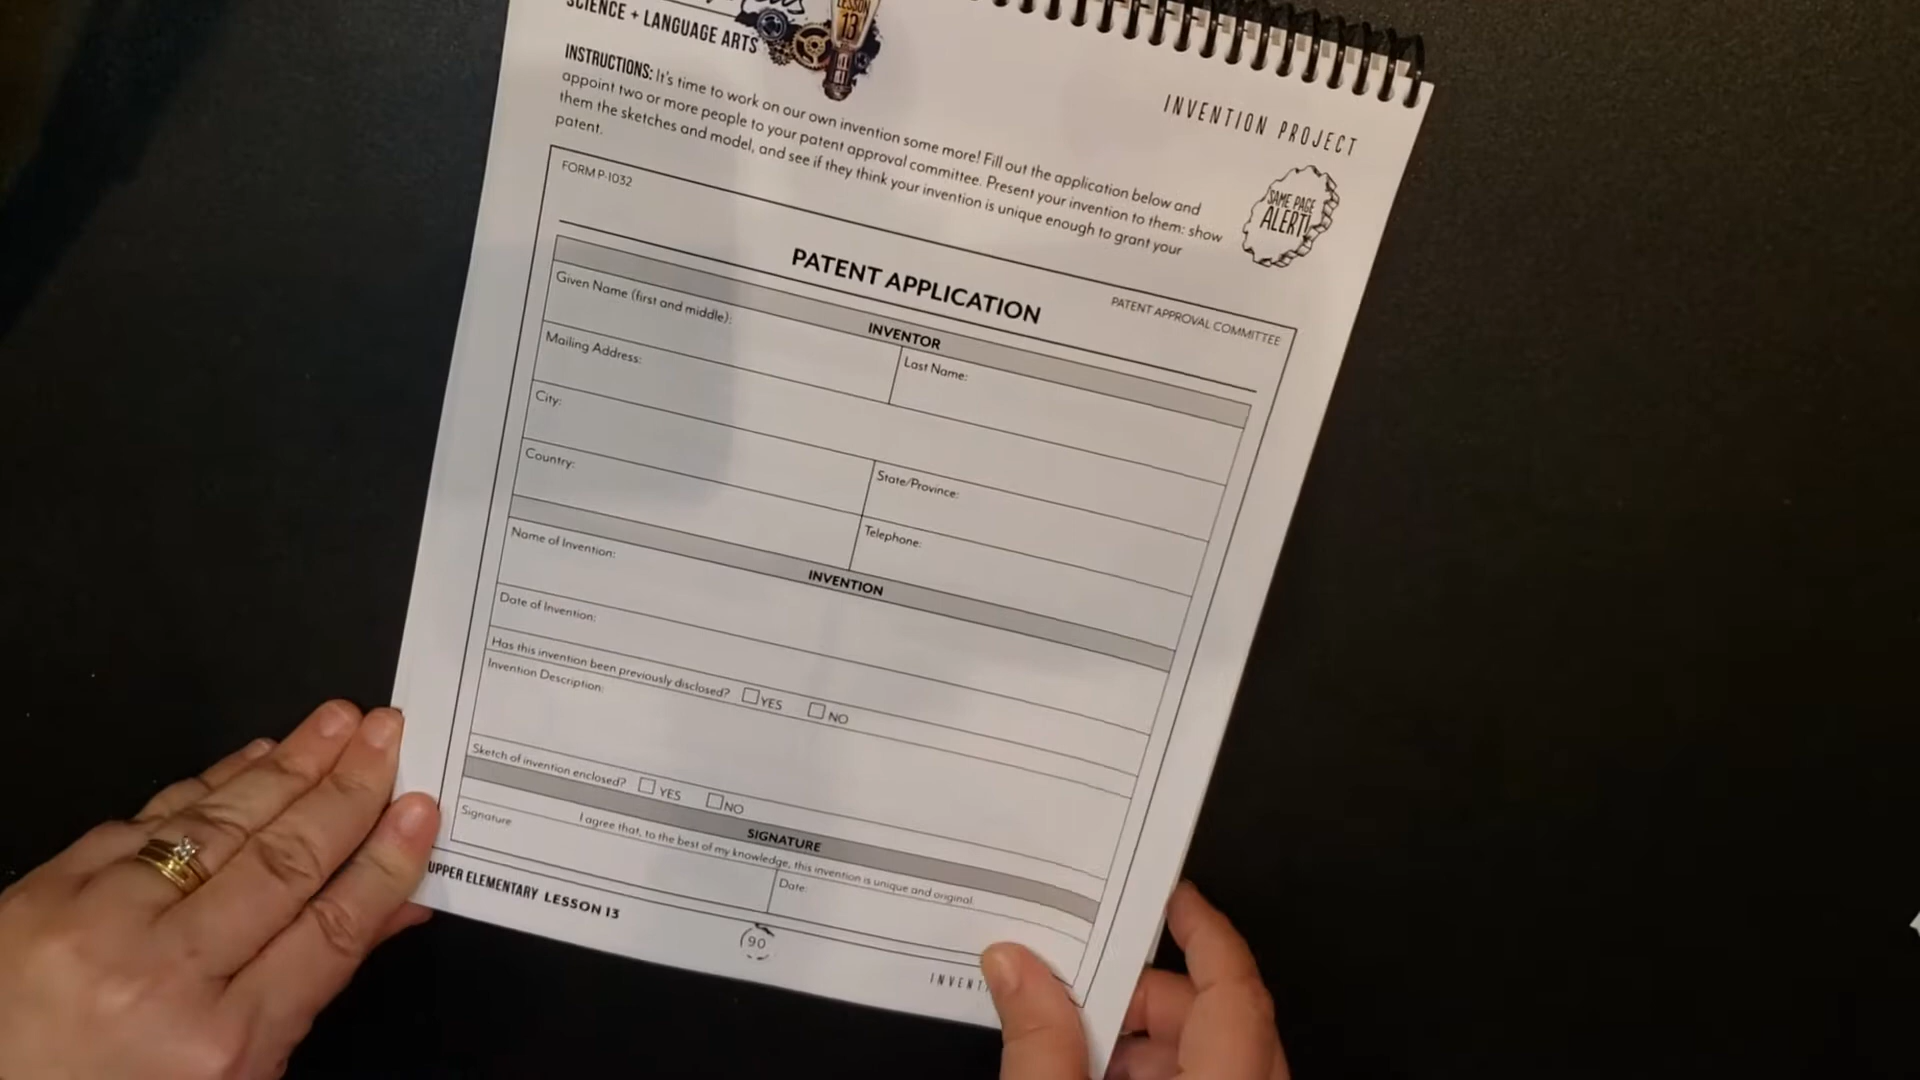 SCIENCE + LANGUAGE ARTS
LESSON
13
INVENTION PROJECT
INSTRUCTIONS: It's time to work on our own invention some more! Fill out the application below and
appoint two or more people to your patent approval committee. Present your invention to them: show
them the sketches and model, and see if they think your invention is unique enough to grant your
patent.
SAME PAGE
ALERT!
FORM P-1032
PATENT APPROVAL COMMITTEE
PATENT APPLICATION
INVENTOR
Given Name (first and middle):
Last Name:
Mailing Address:
City:
State/Province:
Country:
Telephone:
INVENTION
Name of Invention:
Date of Invention:
Has this invention been previously disclosed? YES NO
Invention Description:
Sketch of invention enclosed? YES NO
SIGNATURE
I agree that, to the best of my knowledge, this invention is unique and original.
Signature
Date:
UPPER ELEMENTARY LESSON 13
90